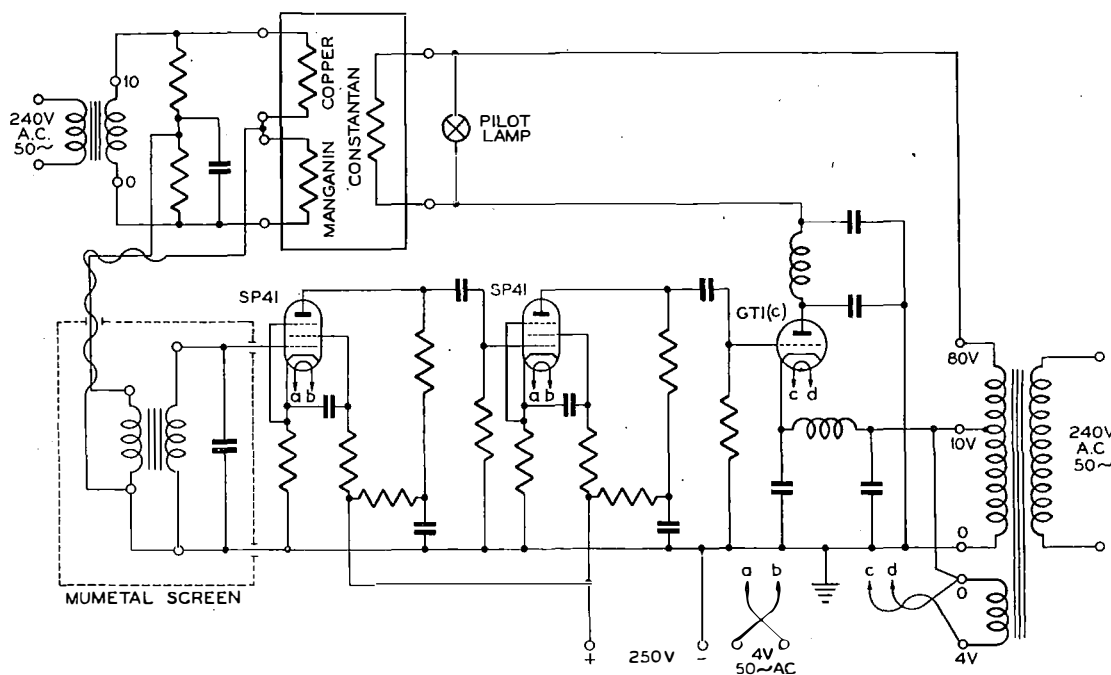 240V
A.C.
50~
10
0
COPPER
MANGANIN
CONSTANTAN
PILOT
LAMP
SP41
a b
SP41
a b
GT1(c)
c d
80V
10V
0
240V
A.C
50~
MUMETAL SCREEN
+ 250V -
a b
4V
50~AC
c d
0
4V